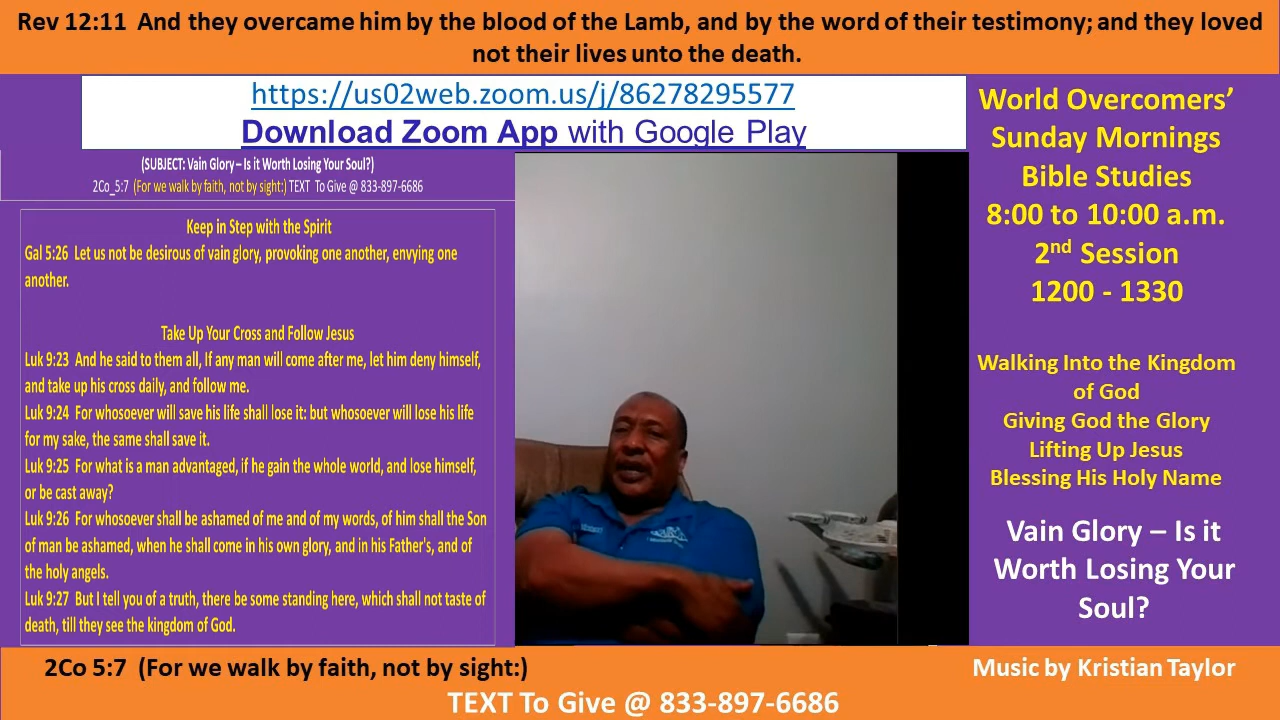 Rev 12:11 And they overcame him by the blood of the Lamb, and by the word of their testimony; and they loved
not their lives unto the death.
https://us02web.zoom.us/j/86278295577
Download Zoom App with Google Play
(SUBJECT: Vain Glory – Is it Worth Losing Your Soul?)
2Co_5:7 (For we walk by faith, not by sight:) TEXT To Give @ 833-897-6686
Keep in Step with the Spirit
Gal 5:26 Let us not be desirous of vain glory, provoking one another, envying one
another.
Take Up Your Cross and Follow Jesus
Luk 9:23 And he said to them all, If any man will come after me, let him deny himself,
and take up his cross daily, and follow me.
Luk 9:24 For whosoever will save his life shall lose it: but whosoever will lose his life
for my sake, the same shall save it.
Luk 9:25 For what is a man advantaged, if he gain the whole world, and lose himself,
or be cast away?
Luk 9:26 For whosoever shall be ashamed of me and of my words, of him shall the Son
of man be ashamed, when he shall come in his own glory, and in his Father's, and of
the holy angels.
Luk 9:27 But I tell you of a truth, there be some standing here, which shall not taste of
death, till they see the kingdom of God.
World Overcomers’
Sunday Mornings
Bible Studies
8:00 to 10:00 a.m.
2nd Session
1200 - 1330
Walking Into the Kingdom
of God
Giving God the Glory
Lifting Up Jesus
Blessing His Holy Name
Vain Glory – Is it
Worth Losing Your
Soul?
2Co 5:7 (For we walk by faith, not by sight:)
Music by Kristian Taylor
TEXT To Give @ 833-897-6686